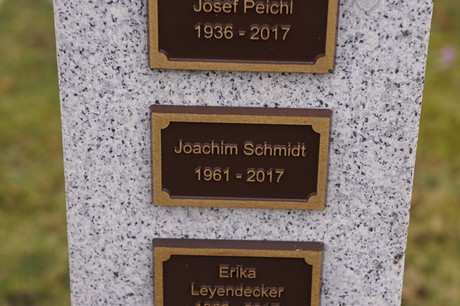 Josef Peichl
1936 - 2017
Joachim Schmidt
1961 - 2017
Erika
Leyendecker